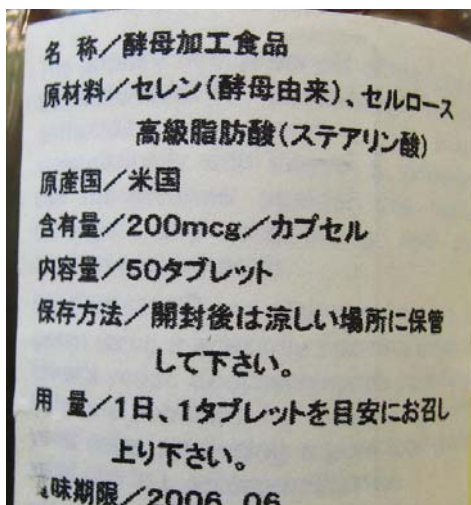 名 称/酵母加工食品
原材料/セレン(酵母由来)、セルロース
高級脂肪酸(ステアリン酸)
原産国/米国
含有量/200mcg/カプセル
内容量/50タブレット
保存方法/開封後は涼しい場所に保管
して下さい。
用 量/1日、1タブレットを目安にお召し
上り下さい。
味期限/2006.06